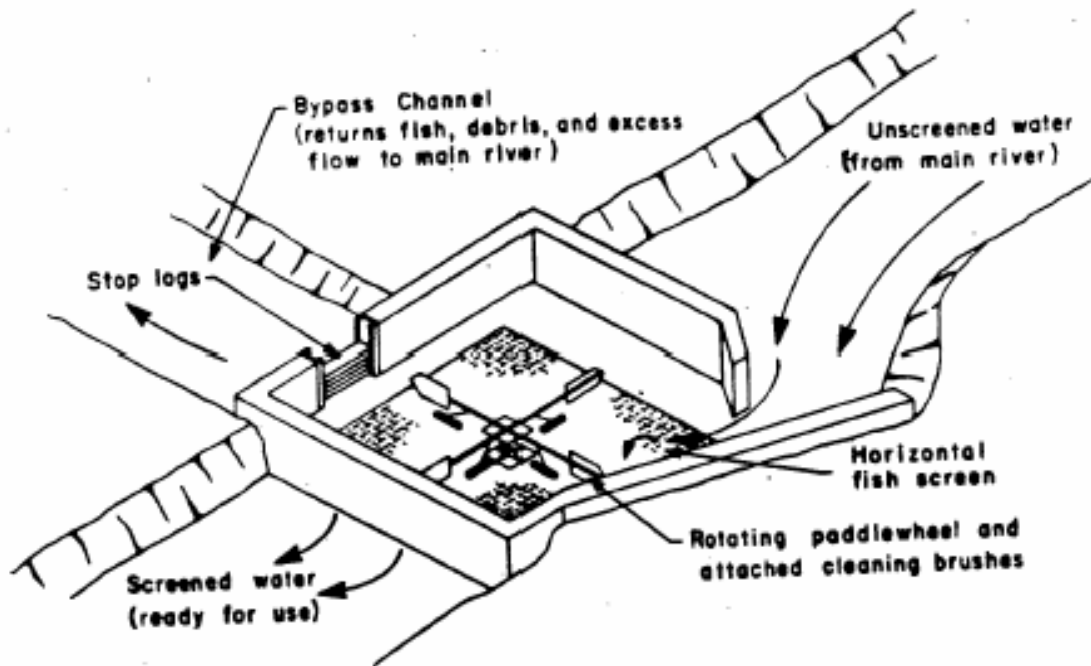 Bypass Channel
(returns fish, debris, and excess
flow to main river)
Unscreened water
(from main river)
Stop logs
Horizontal
fish screen
Rotating paddlewheel and
attached cleaning brushes
Screened water
(ready for use)